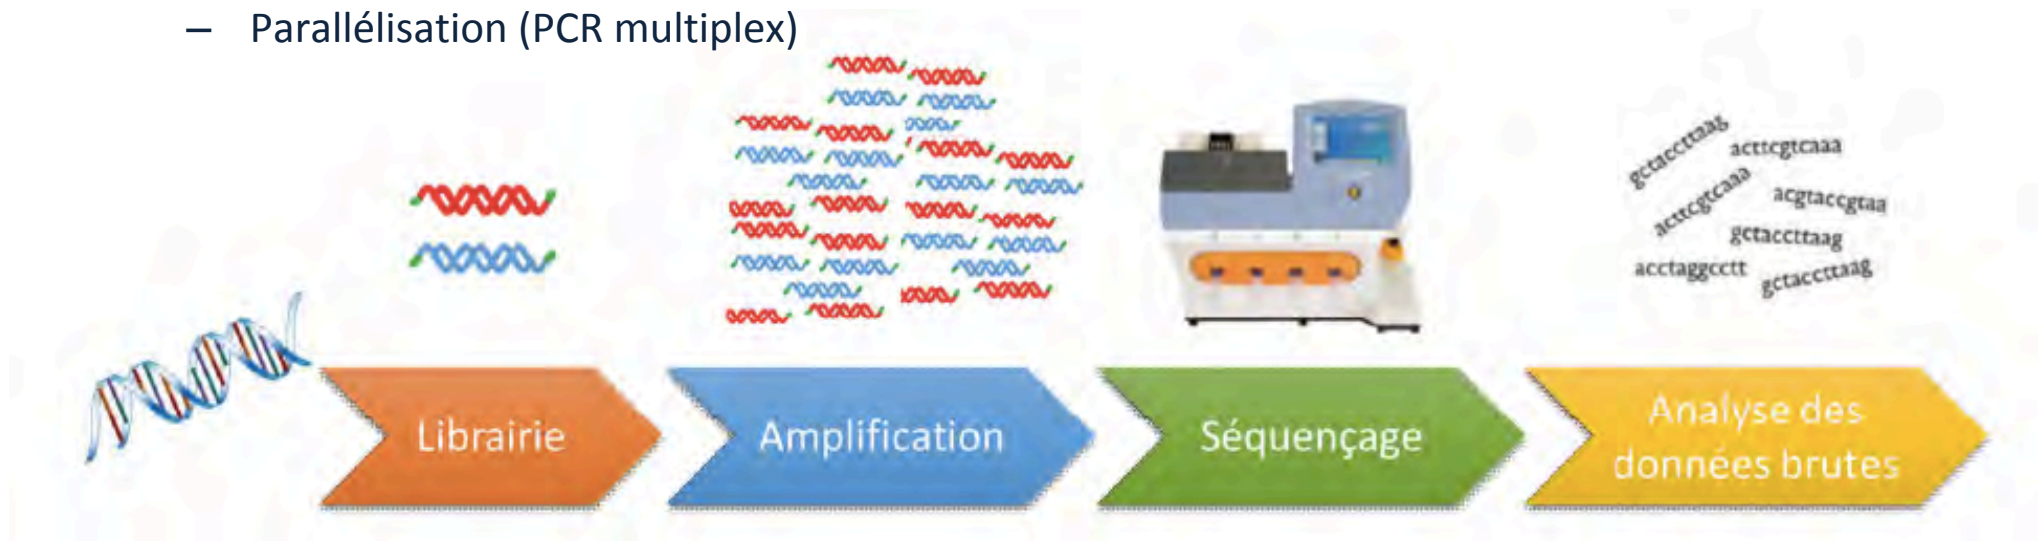 – Parallélisation (PCR multiplex)
gctaccttaag
acttcgtcaaa
acttcgtcaaa
acgtaccgtaa
gctaccttaag
acctaggcctt
gctaccttaag
Librairie
Amplification
Séquençage
Analyse des
données brutes